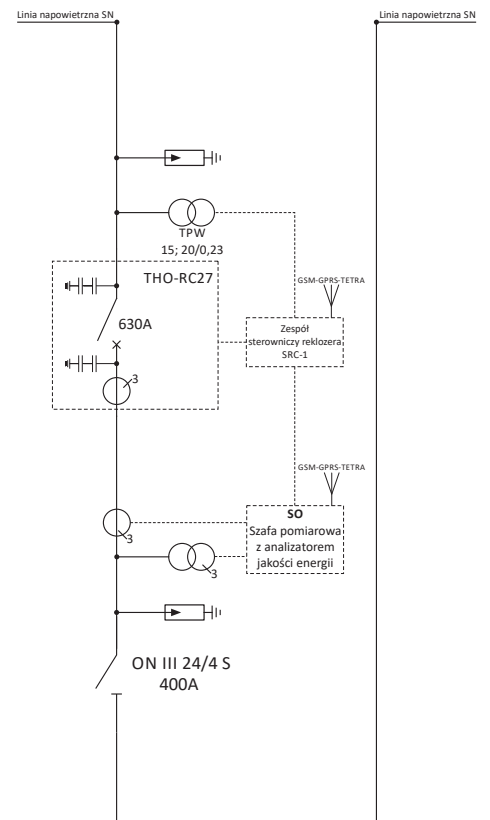 Linia napowietrzna SN
Linia napowietrzna SN
TPW
15; 20/0,23
THO-RC27
GSM-GPRS-TETRA
630A
Zespół
sterowniczy reklozera
SRC-1
3
GSM-GPRS-TETRA
SO
Szafa pomiarowa
z analizatorem
jakości energii
3
3
ON III 24/4 S
400A